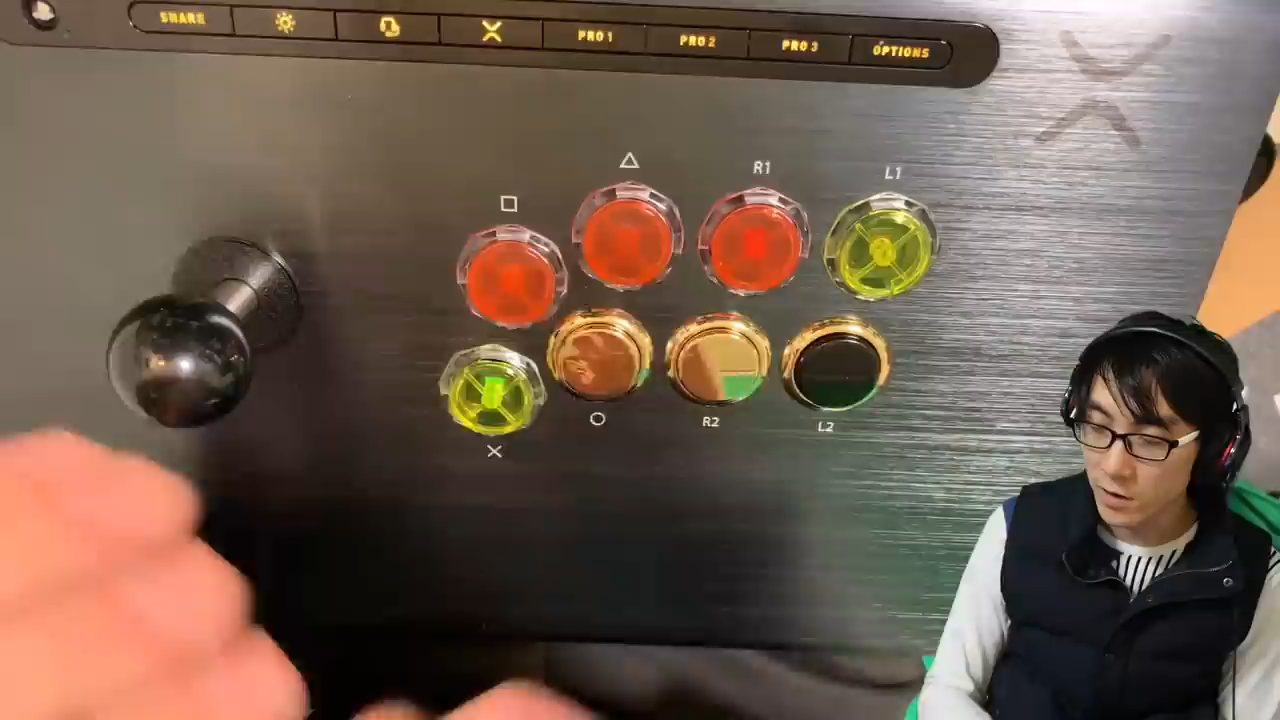 SHARE
PRO 1
PRO 2
PRO 3
OPTIONS
R1
L1
R2
L2